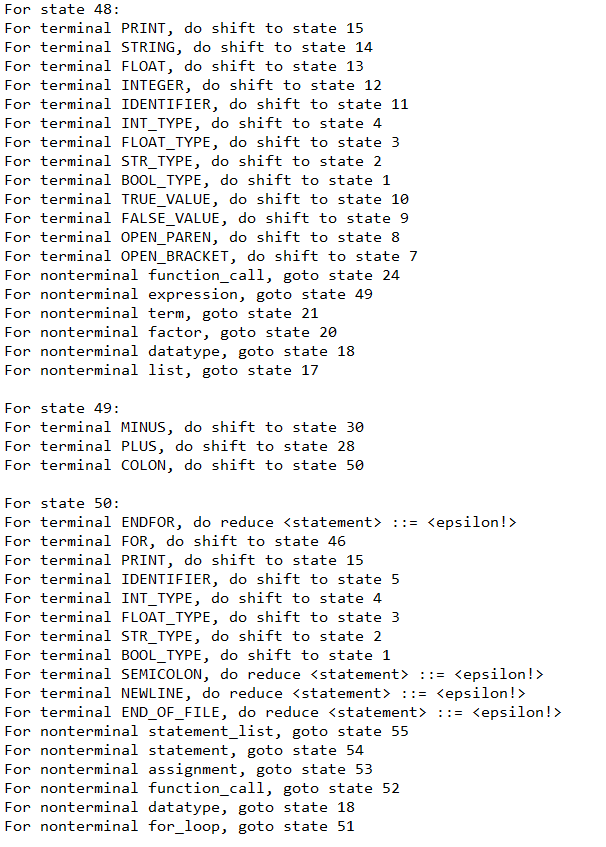 For state 48:
For terminal PRINT, do shift to state 15
For terminal STRING, do shift to state 14
For terminal FLOAT, do shift to state 13
For terminal INTEGER, do shift to state 12
For terminal IDENTIFIER, do shift to state 11
For terminal INT_TYPE, do shift to state 4
For terminal FLOAT_TYPE, do shift to state 3
For terminal STR_TYPE, do shift to state 2
For terminal BOOL_TYPE, do shift to state 1
For terminal TRUE_VALUE, do shift to state 10
For terminal FALSE_VALUE, do shift to state 9
For terminal OPEN_PAREN, do shift to state 8
For terminal OPEN_BRACKET, do shift to state 7
For nonterminal function_call, goto state 24
For nonterminal expression, goto state 49
For nonterminal term, goto state 21
For nonterminal factor, goto state 20
For nonterminal datatype, goto state 18
For nonterminal list, goto state 17

For state 49:
For terminal MINUS, do shift to state 30
For terminal PLUS, do shift to state 28
For terminal COLON, do shift to state 50

For state 50:
For terminal ENDFOR, do reduce <statement> ::= <epsilon!>
For terminal FOR, do shift to state 46
For terminal PRINT, do shift to state 15
For terminal IDENTIFIER, do shift to state 5
For terminal INT_TYPE, do shift to state 4
For terminal FLOAT_TYPE, do shift to state 3
For terminal STR_TYPE, do shift to state 2
For terminal BOOL_TYPE, do shift to state 1
For terminal SEMICOLON, do reduce <statement> ::= <epsilon!>
For terminal NEWLINE, do reduce <statement> ::= <epsilon!>
For terminal END_OF_FILE, do reduce <statement> ::= <epsilon!>
For nonterminal statement_list, goto state 55
For nonterminal statement, goto state 54
For nonterminal assignment, goto state 53
For nonterminal function_call, goto state 52
For nonterminal datatype, goto state 18
For nonterminal for_loop, goto state 51